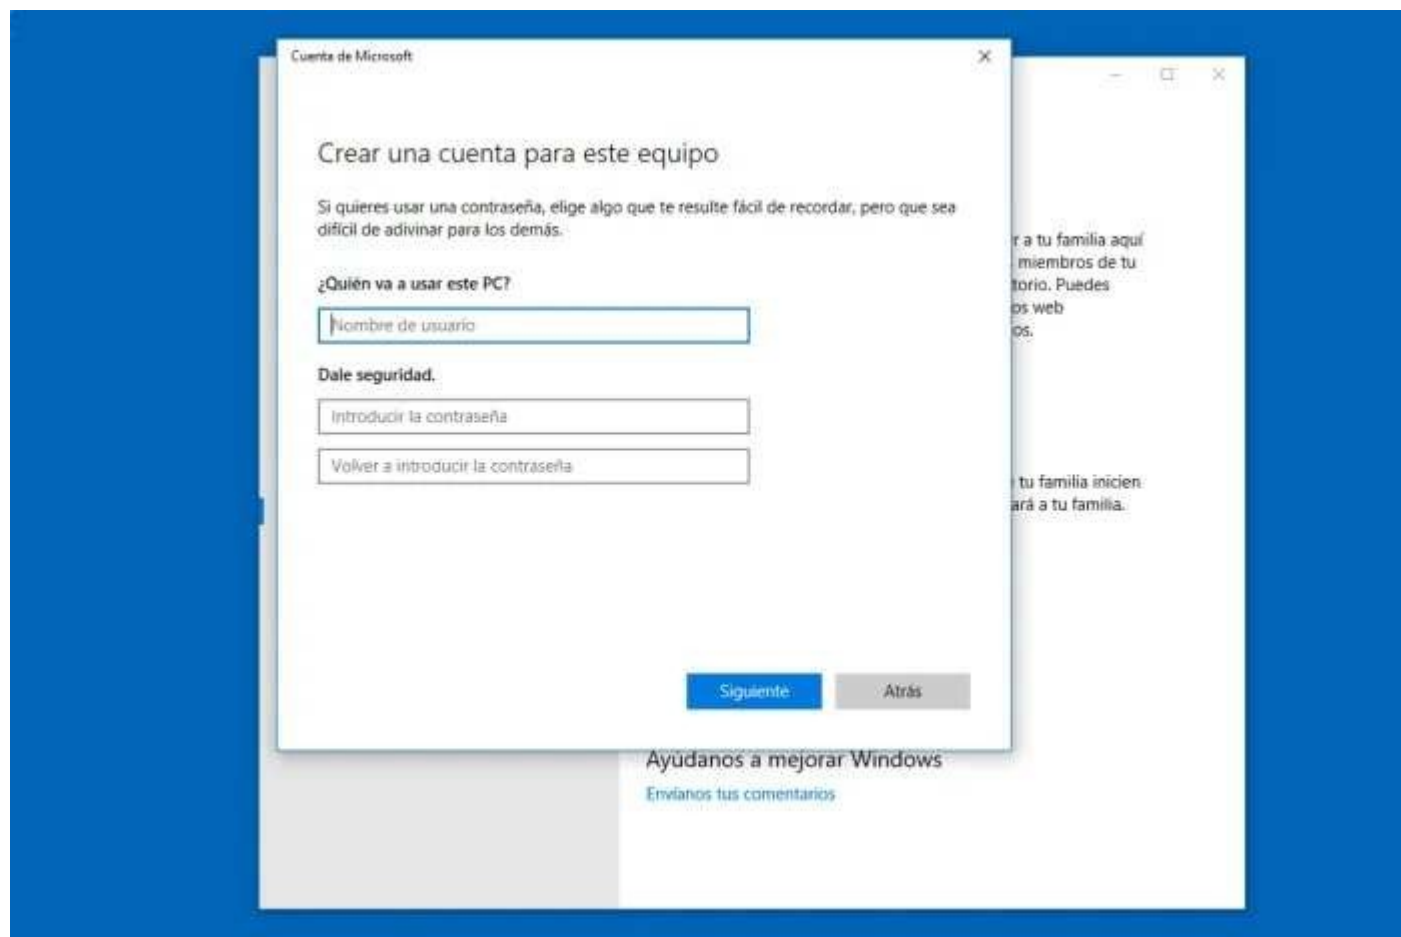 Cuenta de Microsoft
Crear una cuenta para este equipo
Si quieres usar una contraseña, elige algo que te resulte fácil de recordar, pero que sea
difícil de adivinar para los demás.
¿Quién va a usar este PC?
Nombre de usuario
Dale seguridad.
Introducir la contraseña
Volver a introducir la contraseña
Siguiente
Atrás
r a tu familia aquí
miembros de tu
torio. Puedes
os web
os.
tu familia inicien
ará a tu familia.
Ayúdanos a mejorar Windows
Envíanos tus comentarios